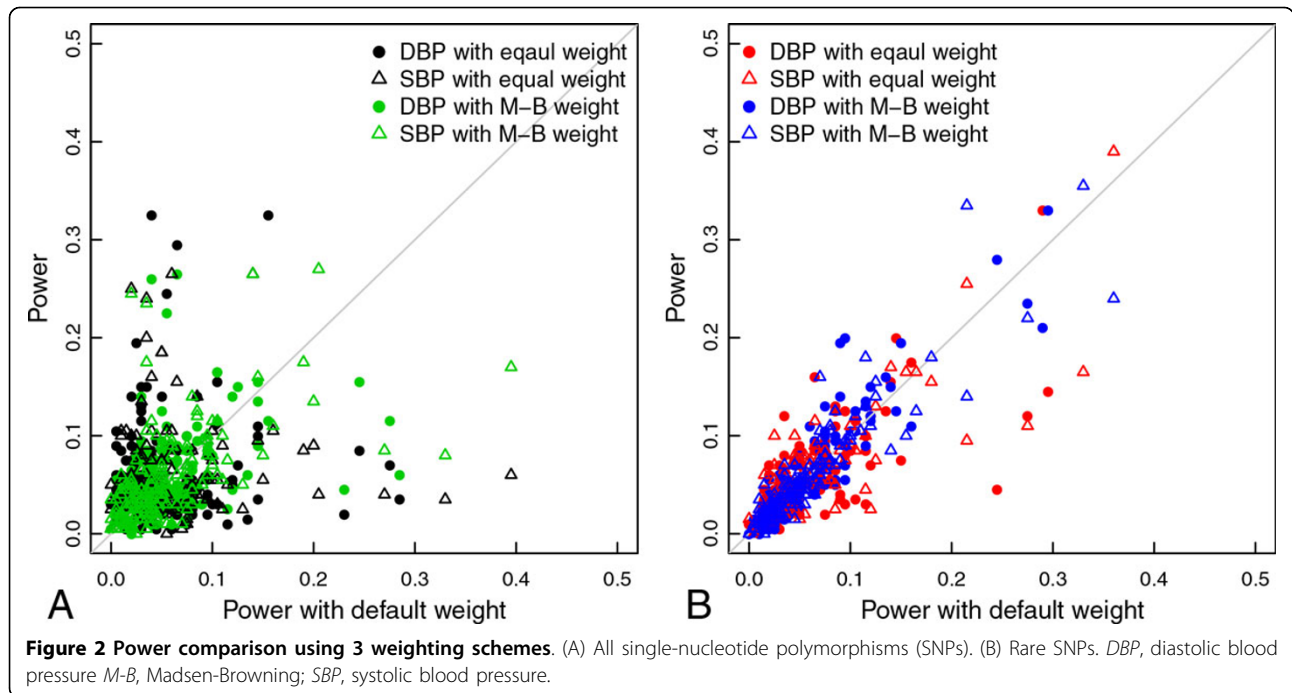 0.5
0.4
0.3
0.2
0.1
0.0
Power
DBP with eqaul weight
SBP with equal weight
DBP with M−B weight
SBP with M−B weight
0.0 0.1 0.2 0.3 0.4 0.5
A
Power with default weight
0.5
0.4
0.3
0.2
0.1
0.0
Power
DBP with eqaul weight
SBP with equal weight
DBP with M−B weight
SBP with M−B weight
0.0 0.1 0.2 0.3 0.4 0.5
B
Power with default weight
Figure 2 Power comparison using 3 weighting schemes. (A) All single-nucleotide polymorphisms (SNPs). (B) Rare SNPs. DBP, diastolic blood
pressure M-B, Madsen-Browning; SBP, systolic blood pressure.